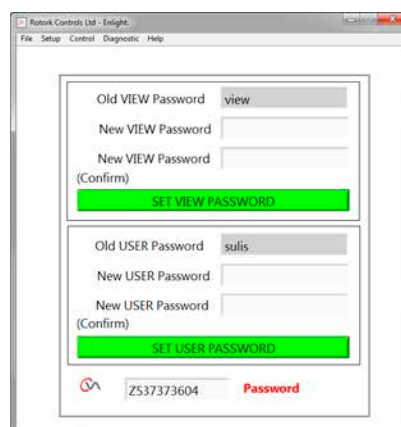 Rotork Controls Ltd - Enlight.
File Setup Control Diagnostic Help
Old VIEW Password view
New VIEW Password
New VIEW Password
(Confirm)
SET VIEW PASSWORD
Old USER Password sulis
New USER Password
New USER Password
(Confirm)
SET USER PASSWORD
Z537373604 Password